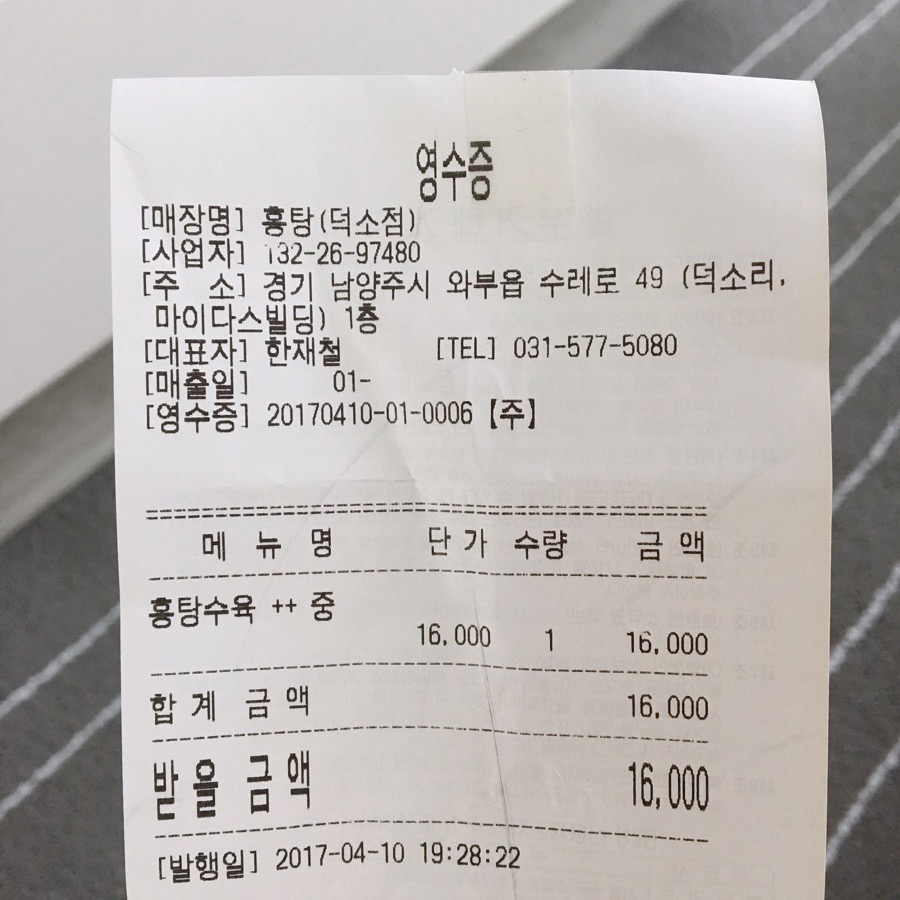 영수증
[매장명] 홍탕(덕소점)
[사업자] 132-26-97480
[주 소] 경기 남양주시 와부읍 수레로 49 (덕소리,
마이다스빌딩) 1층
[대표자] 한재철 [TEL] 031-577-5080
[매출일] 01-
[영수증] 20170410-01-0006 【주】
메 뉴 명 단 가 수량 금 액
홍탕수육 ++ 중
16,000 1 16,000
합 계 금 액 16,000
받 을 금 액 16,000
[발행일] 2017-04-10 19:28:22